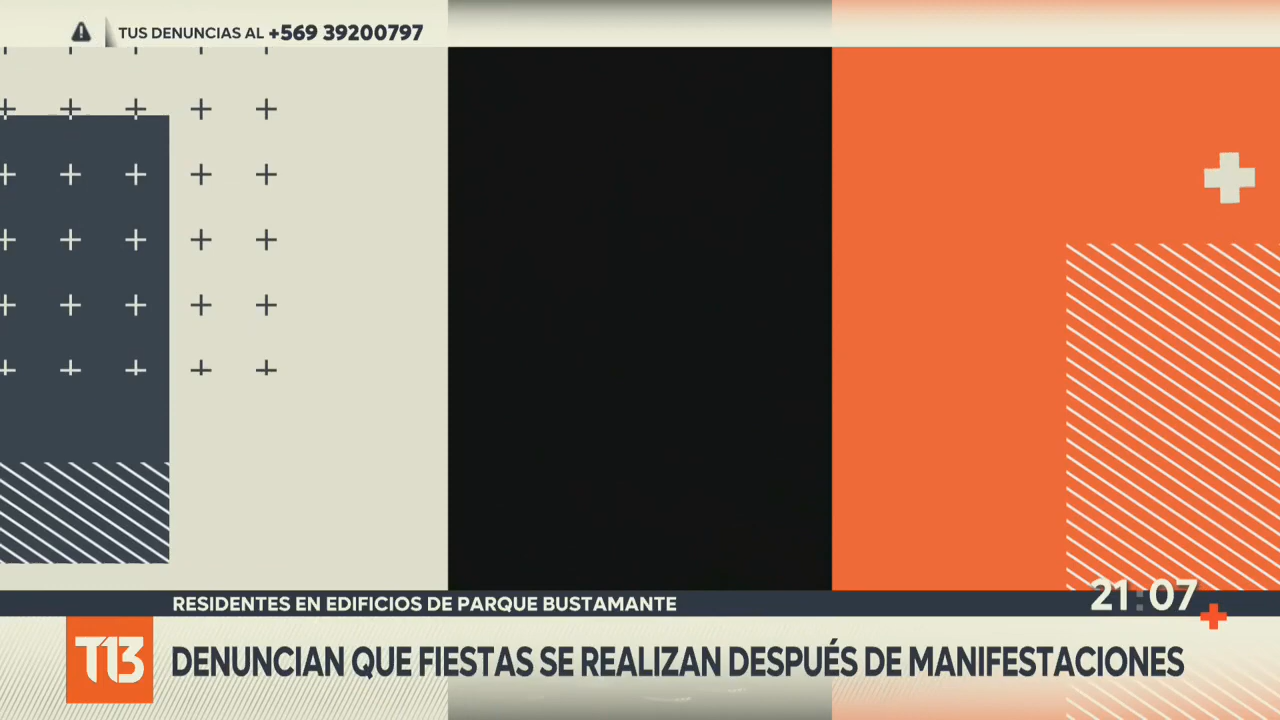 TUS DENUNCIAS AL +569 39200797
RESIDENTES EN EDIFICIOS DE PARQUE BUSTAMANTE
21:07
T13
DENUNCIAN QUE FIESTAS SE REALIZAN DESPUÉS DE MANIFESTACIONES